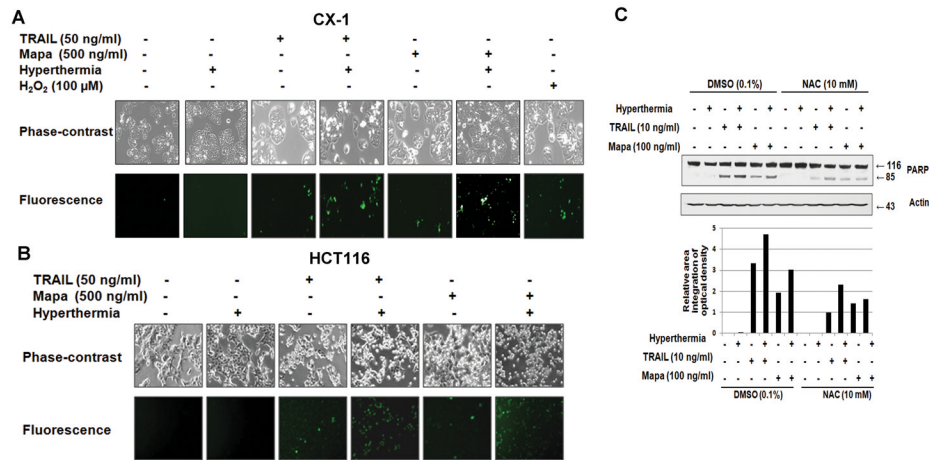 A
CX-1
TRAIL (50 ng/ml) - - + + - - -
Mapa (500 ng/ml) - - - - + + -
Hyperthermia - + - + - + -
H₂O₂ (100 µM) - - - - - - +
Phase-contrast
Fluorescence
B
HCT116
TRAIL (50 ng/ml) - - + + - -
Mapa (500 ng/ml) - - - - + +
Hyperthermia - + - + - +
Phase-contrast
Fluorescence
C
DMSO (0.1%) NAC (10 mM)
Hyperthermia - + - + - + - + - + - +
TRAIL (10 ng/ml) - - + + - - - - + + - -
Mapa (100 ng/ml) - - - - + + - - - - + +
← 116 PARP
← 85
← 43 Actin
Relative area
Integration of
optical density
5
4
3
2
1
0
Hyperthermia - + - + - + - + - + - +
TRAIL (10 ng/ml) - - + + - - - - + + - -
Mapa (100 ng/ml) - - - - + + - - - - + +
DMSO (0.1%) NAC (10 mM)